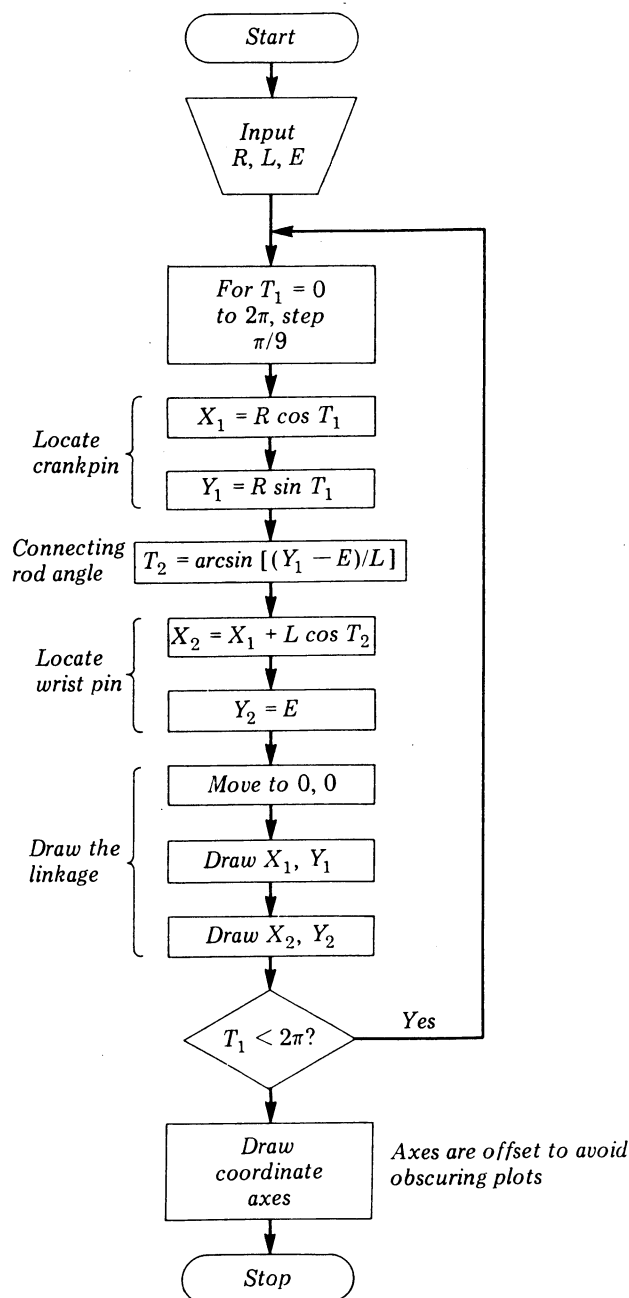 Start
Input
R, L, E
For T₁ = 0
to 2π, step
π/9
Locate
crankpin
X₁ = R cos T₁
Y₁ = R sin T₁
Connecting
rod angle
T₂ = arcsin [(Y₁ − E)/L]
Locate
wrist pin
X₂ = X₁ + L cos T₂
Y₂ = E
Draw the
linkage
Move to 0, 0
Draw X₁, Y₁
Draw X₂, Y₂
T₁ < 2π?
Yes
Draw
coordinate
axes
Axes are offset to avoid
obscuring plots
Stop